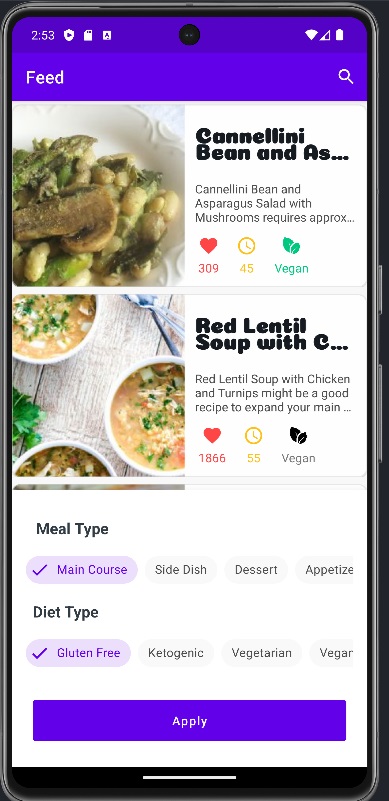 2:53
Feed
Cannellini
Bean and As...
Cannellini Bean and
Asparagus Salad with
Mushrooms requires approx...
309 45 Vegan
Red Lentil
Soup with C...
Red Lentil Soup with Chicken
and Turnips might be a good
recipe to expand your main ...
1866 55 Vegan
Meal Type
Main Course Side Dish Dessert Appetize
Diet Type
Gluten Free Ketogenic Vegetarian Vegan
Apply